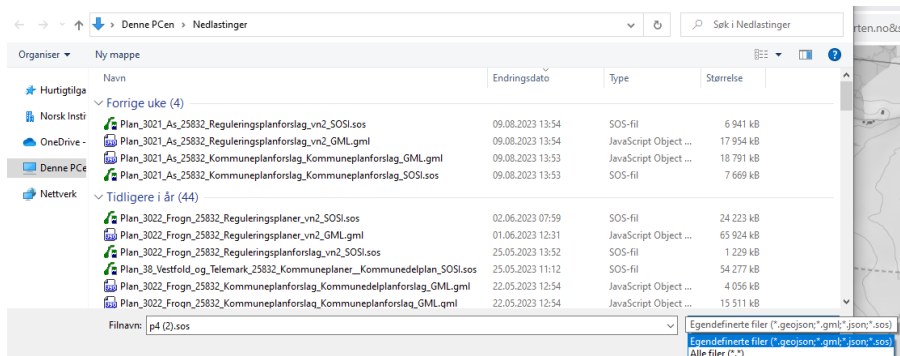 Denne PCen > Nedlastinger
Søk i Nedlastinger
rten.no&s
Organiser
Ny mappe
Navn Endringsdato Type Størrelse
Hurtigtilga
Norsk Insti
OneDrive -
Denne PCe
Nettverk
Forrige uke (4)
Plan_3021_As_25832_Reguleringsplanforslag_vn2_SOSI.sos 09.08.2023 13:54 SOS-fil 6 941 kB
Plan_3021_As_25832_Reguleringsplanforslag_vn2_GML.gml 09.08.2023 13:54 JavaScript Object ... 17 954 kB
Plan_3021_As_25832_Kommuneplanforslag_Kommuneplanforslag_GML.gml 09.08.2023 13:53 JavaScript Object ... 18 791 kB
Plan_3021_As_25832_Kommuneplanforslag_Kommuneplanforslag_SOSI.sos 09.08.2023 13:53 SOS-fil 7 669 kB
Tidligere i år (44)
Plan_3022_Frogn_25832_Reguleringsplaner_vn2_SOSI.sos 02.06.2023 07:59 SOS-fil 24 223 kB
Plan_3022_Frogn_25832_Reguleringsplaner_vn2_GML.gml 01.06.2023 12:31 JavaScript Object ... 65 924 kB
Plan_3022_Frogn_25832_Reguleringsplanforslag_vn2_SOSI.sos 25.05.2023 13:52 SOS-fil 1 229 kB
Plan_38_Vestfold_og_Telemark_25832_Kommuneplaner__Kommunedelplan_SOSI.sos 25.05.2023 11:12 SOS-fil 54 277 kB
Plan_3022_Frogn_25832_Kommuneplanforslag_Kommunedelplanforslag_GML.gml 22.05.2023 12:54 JavaScript Object ... 4 056 kB
Plan_3022_Frogn_25832_Kommuneplanforslag_Kommuneplanforslag_GML.gml 22.05.2023 12:54 JavaScript Object ... 15 511 kB
Filnavn: p4 (2).sos
Egendefinerte filer (*.geojson;*.gml;*.json;*.sos)
Egendefinerte filer (*.geojson;*.gml;*.json;*.sos)
Alle filer (*.*)